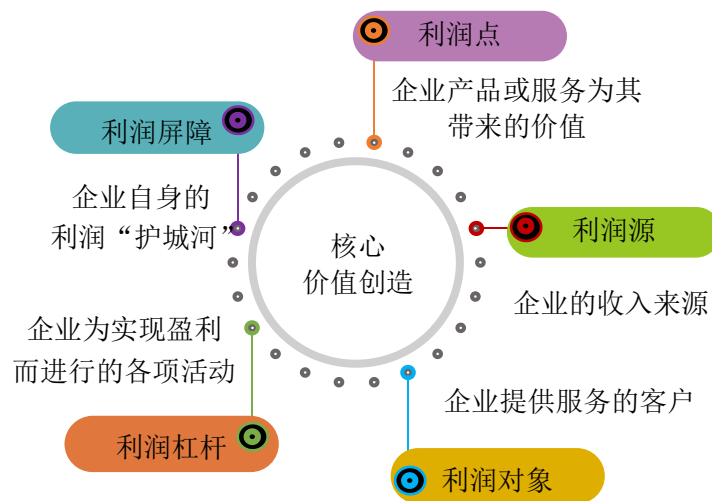 利润点
企业产品或服务为其
带来的价值
利润屏障
企业自身的
利润“护城河”
核心
价值创造
利润源
企业的收入来源
企业为实现盈利
而进行的各项活动
企业提供服务的客户
利润杠杆
利润对象